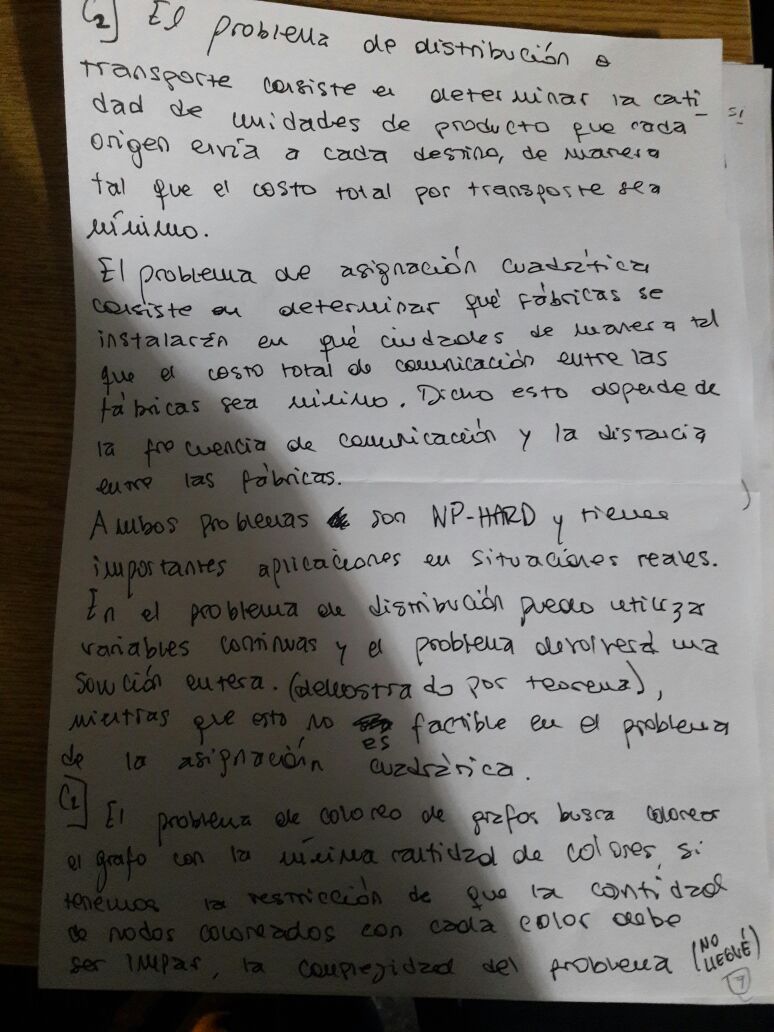 C2] El problema de distribución o
transporte consiste en determinar la canti
dad de unidades de producto que cada
origen envía a cada destino, de manera
tal que el costo total por transporte sea
mínimo.
El problema de asignación cuadrática
consiste en determinar qué fábricas se
instalarán en qué ciudades de manera tal
que el costo total de comunicación entre las
fábricas sea mínimo. Dicho esto depende de
la frecuencia de comunicación y la distancia
entre las fábricas.
Ambos problemas son NP-HARD y tienen
importantes aplicaciones en situaciones reales.
En el problema de distribución puedo utilizar
variables continuas y el problema devolverá una
solución entera. (demostrado por teorema),
mientras que esto no es factible en el problema
de la asignación cuadrática.
C1] El problema de coloreo de grafos busca colorear
el grafo con la mínima cantidad de colores, si
tenemos la restricción de que la cantidad
de nodos coloreados con cada color debe
ser impar, la complejidad del problema (NO LLEGUÉ)
7